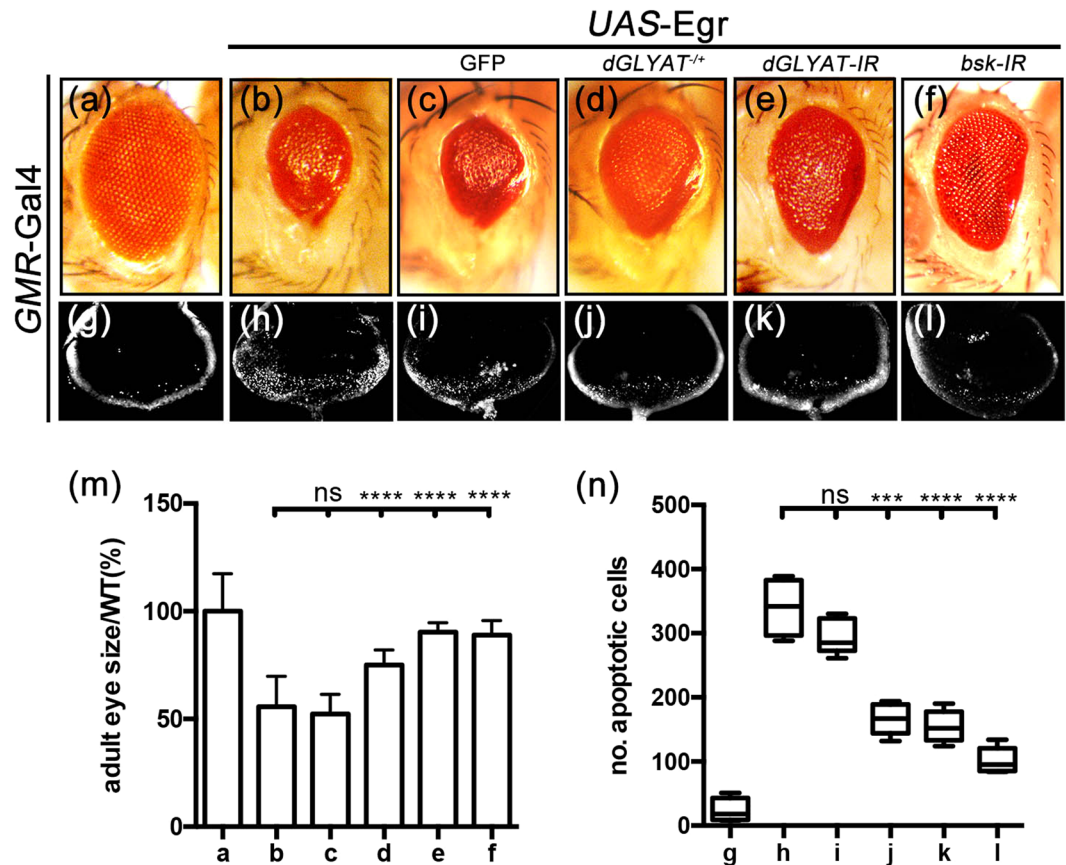 UAS-Egr
GFP dGLYAT-/+ dGLYAT-IR bsk-IR
GMR-Gal4
(a) (b) (c) (d) (e) (f)
(g) (h) (i) (j) (k) (l)
(m)
adult eye size/WT(%)
150
100
50
0
ns **** **** ****
a b c d e f
(n)
no. apoptotic cells
500
400
300
200
100
0
ns *** **** ****
g h i j k l